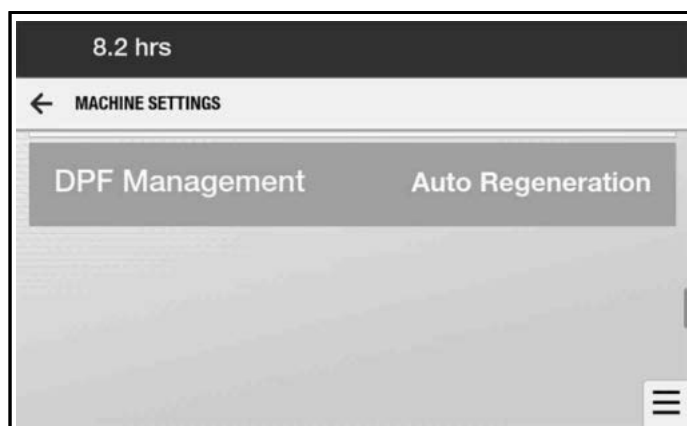 8.2 hrs
MACHINE SETTINGS
DPF Management Auto Regeneration